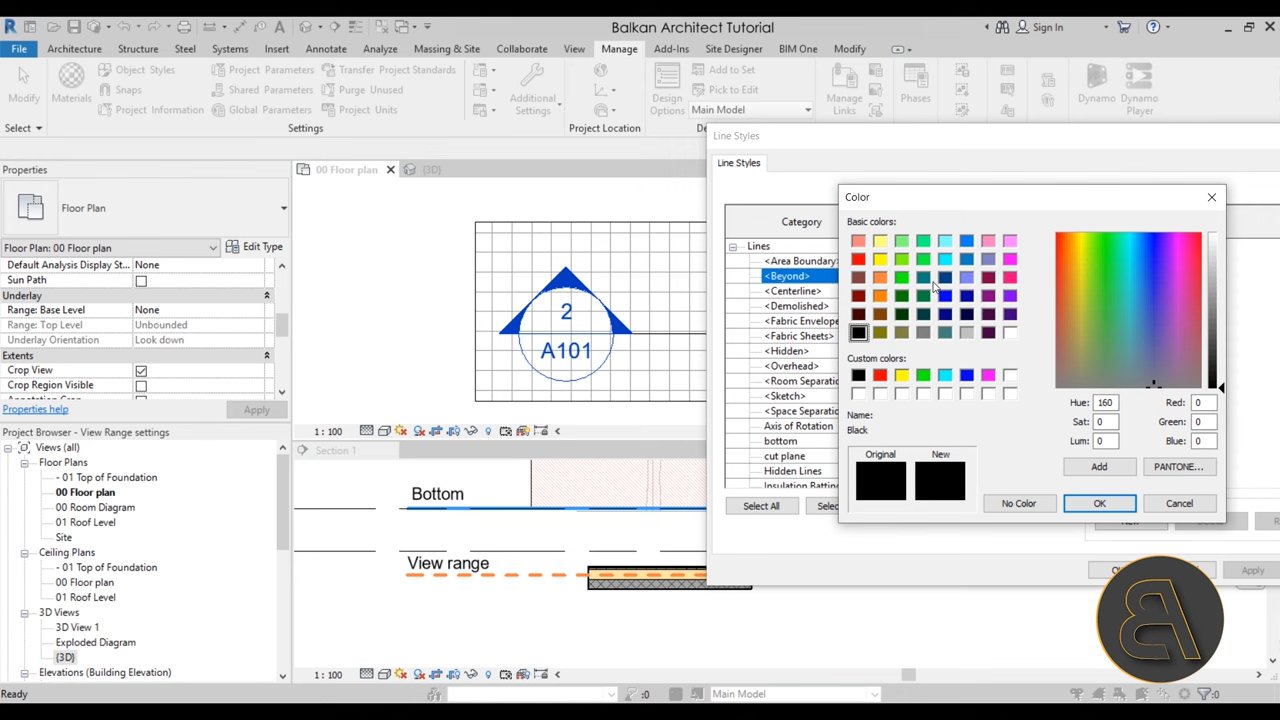 Balkan Architect Tutorial
Sign In
File Architecture Structure Steel Systems Insert Annotate Analyze Massing & Site Collaborate View Manage Add-Ins Site Designer BIM One Modify
Object Styles Project Parameters Transfer Project Standards Add to Set
Snaps Shared Parameters Purge Unused Pick to Edit
Modify Materials Project Information Global Parameters Project Units Additional Settings Design Options Main Model Manage Links Phases Dynamo Dynamo Player
Select Settings Project Location
Line Styles
Properties 00 Floor plan {3D}
Line Styles
Floor Plan
Color
Basic colors:
Category
Floor Plan: 00 Floor plan Edit Type
Lines
Default Analysis Display St... None
Sun Path
Underlay
Range: Base Level None
Range: Top Level Unbounded
Underlay Orientation Look down
Extents
Crop View
Crop Region Visible
Properties help Apply
2
A101
1 : 100
<Area Boundary>
<Beyond>
<Centerline>
<Demolished>
<Fabric Envelope
<Fabric Sheets>
<Hidden>
<Overhead>
<Room Separatio
<Sketch>
<Space Separatio
Axis of Rotation
bottom
cut plane
Hidden Lines
Insulation Batting
Select All
Custom colors:
Name:
Black
Original New
Hue: 160 Red: 0
Sat: 0 Green: 0
Lum: 0 Blue: 0
Add PANTONE...
No Color OK Cancel
Apply
Project Browser - View Range settings
Views (all)
Floor Plans
- 01 Top of Foundation
00 Floor plan
00 Room Diagram
01 Roof Level
Site
Ceiling Plans
- 01 Top of Foundation
00 Floor plan
01 Roof Level
3D Views
3D View 1
Exploded Diagram
{3D}
Elevations (Building Elevation)
Section 1
Bottom
View range
1 : 100
Ready :0 Main Model :0